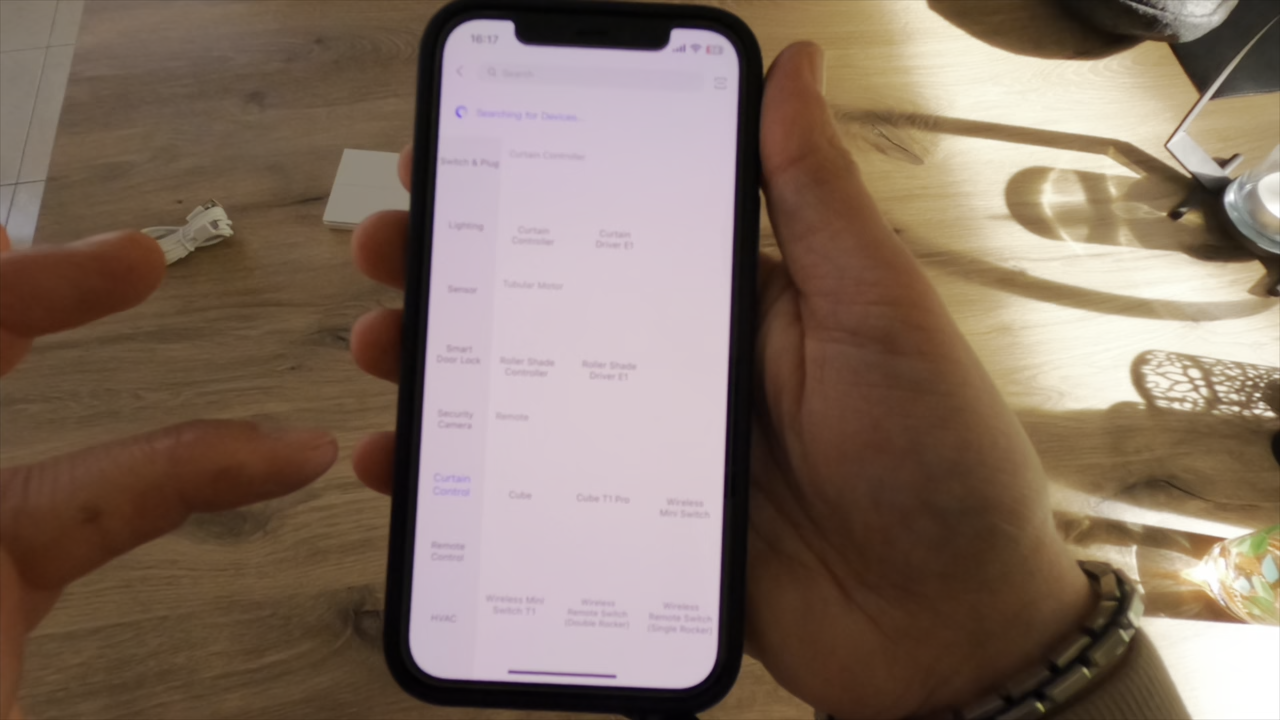 16:17
Search
Searching for Devices...
Switch & Plug
Lighting
Sensor
Smart
Door Lock
Security
Camera
Curtain
Control
Remote
Control
HVAC
Curtain Controller
Curtain
Controller
Curtain
Driver E1
Tubular Motor
Roller Shade
Controller
Roller Shade
Driver E1
Remote
Cube
Cube T1 Pro
Wireless
Mini Switch
Wireless Mini
Switch T1
Wireless
Remote Switch
(Double Rocker)
Wireless
Remote Switch
(Single Rocker)